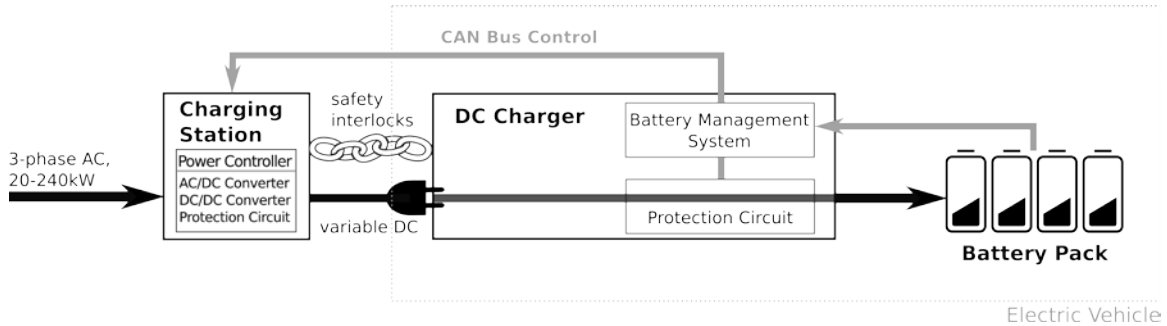 CAN Bus Control
3-phase AC,
20-240kW
Charging
Station
Power Controller
AC/DC Converter
DC/DC Converter
Protection Circuit
safety
interlocks
variable DC
DC Charger
Battery Management
System
Protection Circuit
Battery Pack
Electric Vehicle